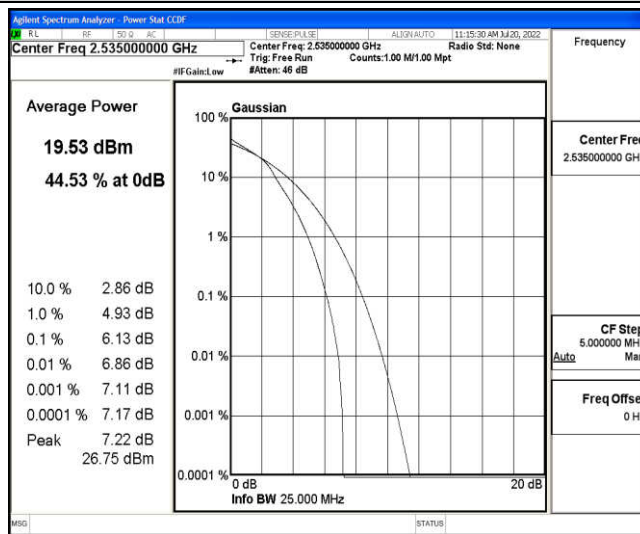 Agilent Spectrum Analyzer - Power Stat CCDF
RL RF 50 Ω AC SENSE:PULSE ALIGN AUTO 11:15:30 AM Jul 20, 2022
Center Freq 2.535000000 GHz
Center Freq: 2.535000000 GHz Radio Std: None
Trig: Free Run Counts:1.00 M/1.00 Mpt
#IFGain:Low #Atten: 46 dB
Frequency
Average Power
19.53 dBm
44.53 % at 0dB
10.0 % 2.86 dB
1.0 % 4.93 dB
0.1 % 6.13 dB
0.01 % 6.86 dB
0.001 % 7.11 dB
0.0001 % 7.17 dB
Peak 7.22 dB
26.75 dBm
Gaussian
100 %
10 %
1 %
0.1 %
0.01 %
0.001 %
0.0001 %
0 dB 20 dB
Info BW 25.000 MHz
Center Fre
2.535000000 GH
CF Step
5.000000 MH
Auto Ma
Freq Offse
0 H
MSG STATUS